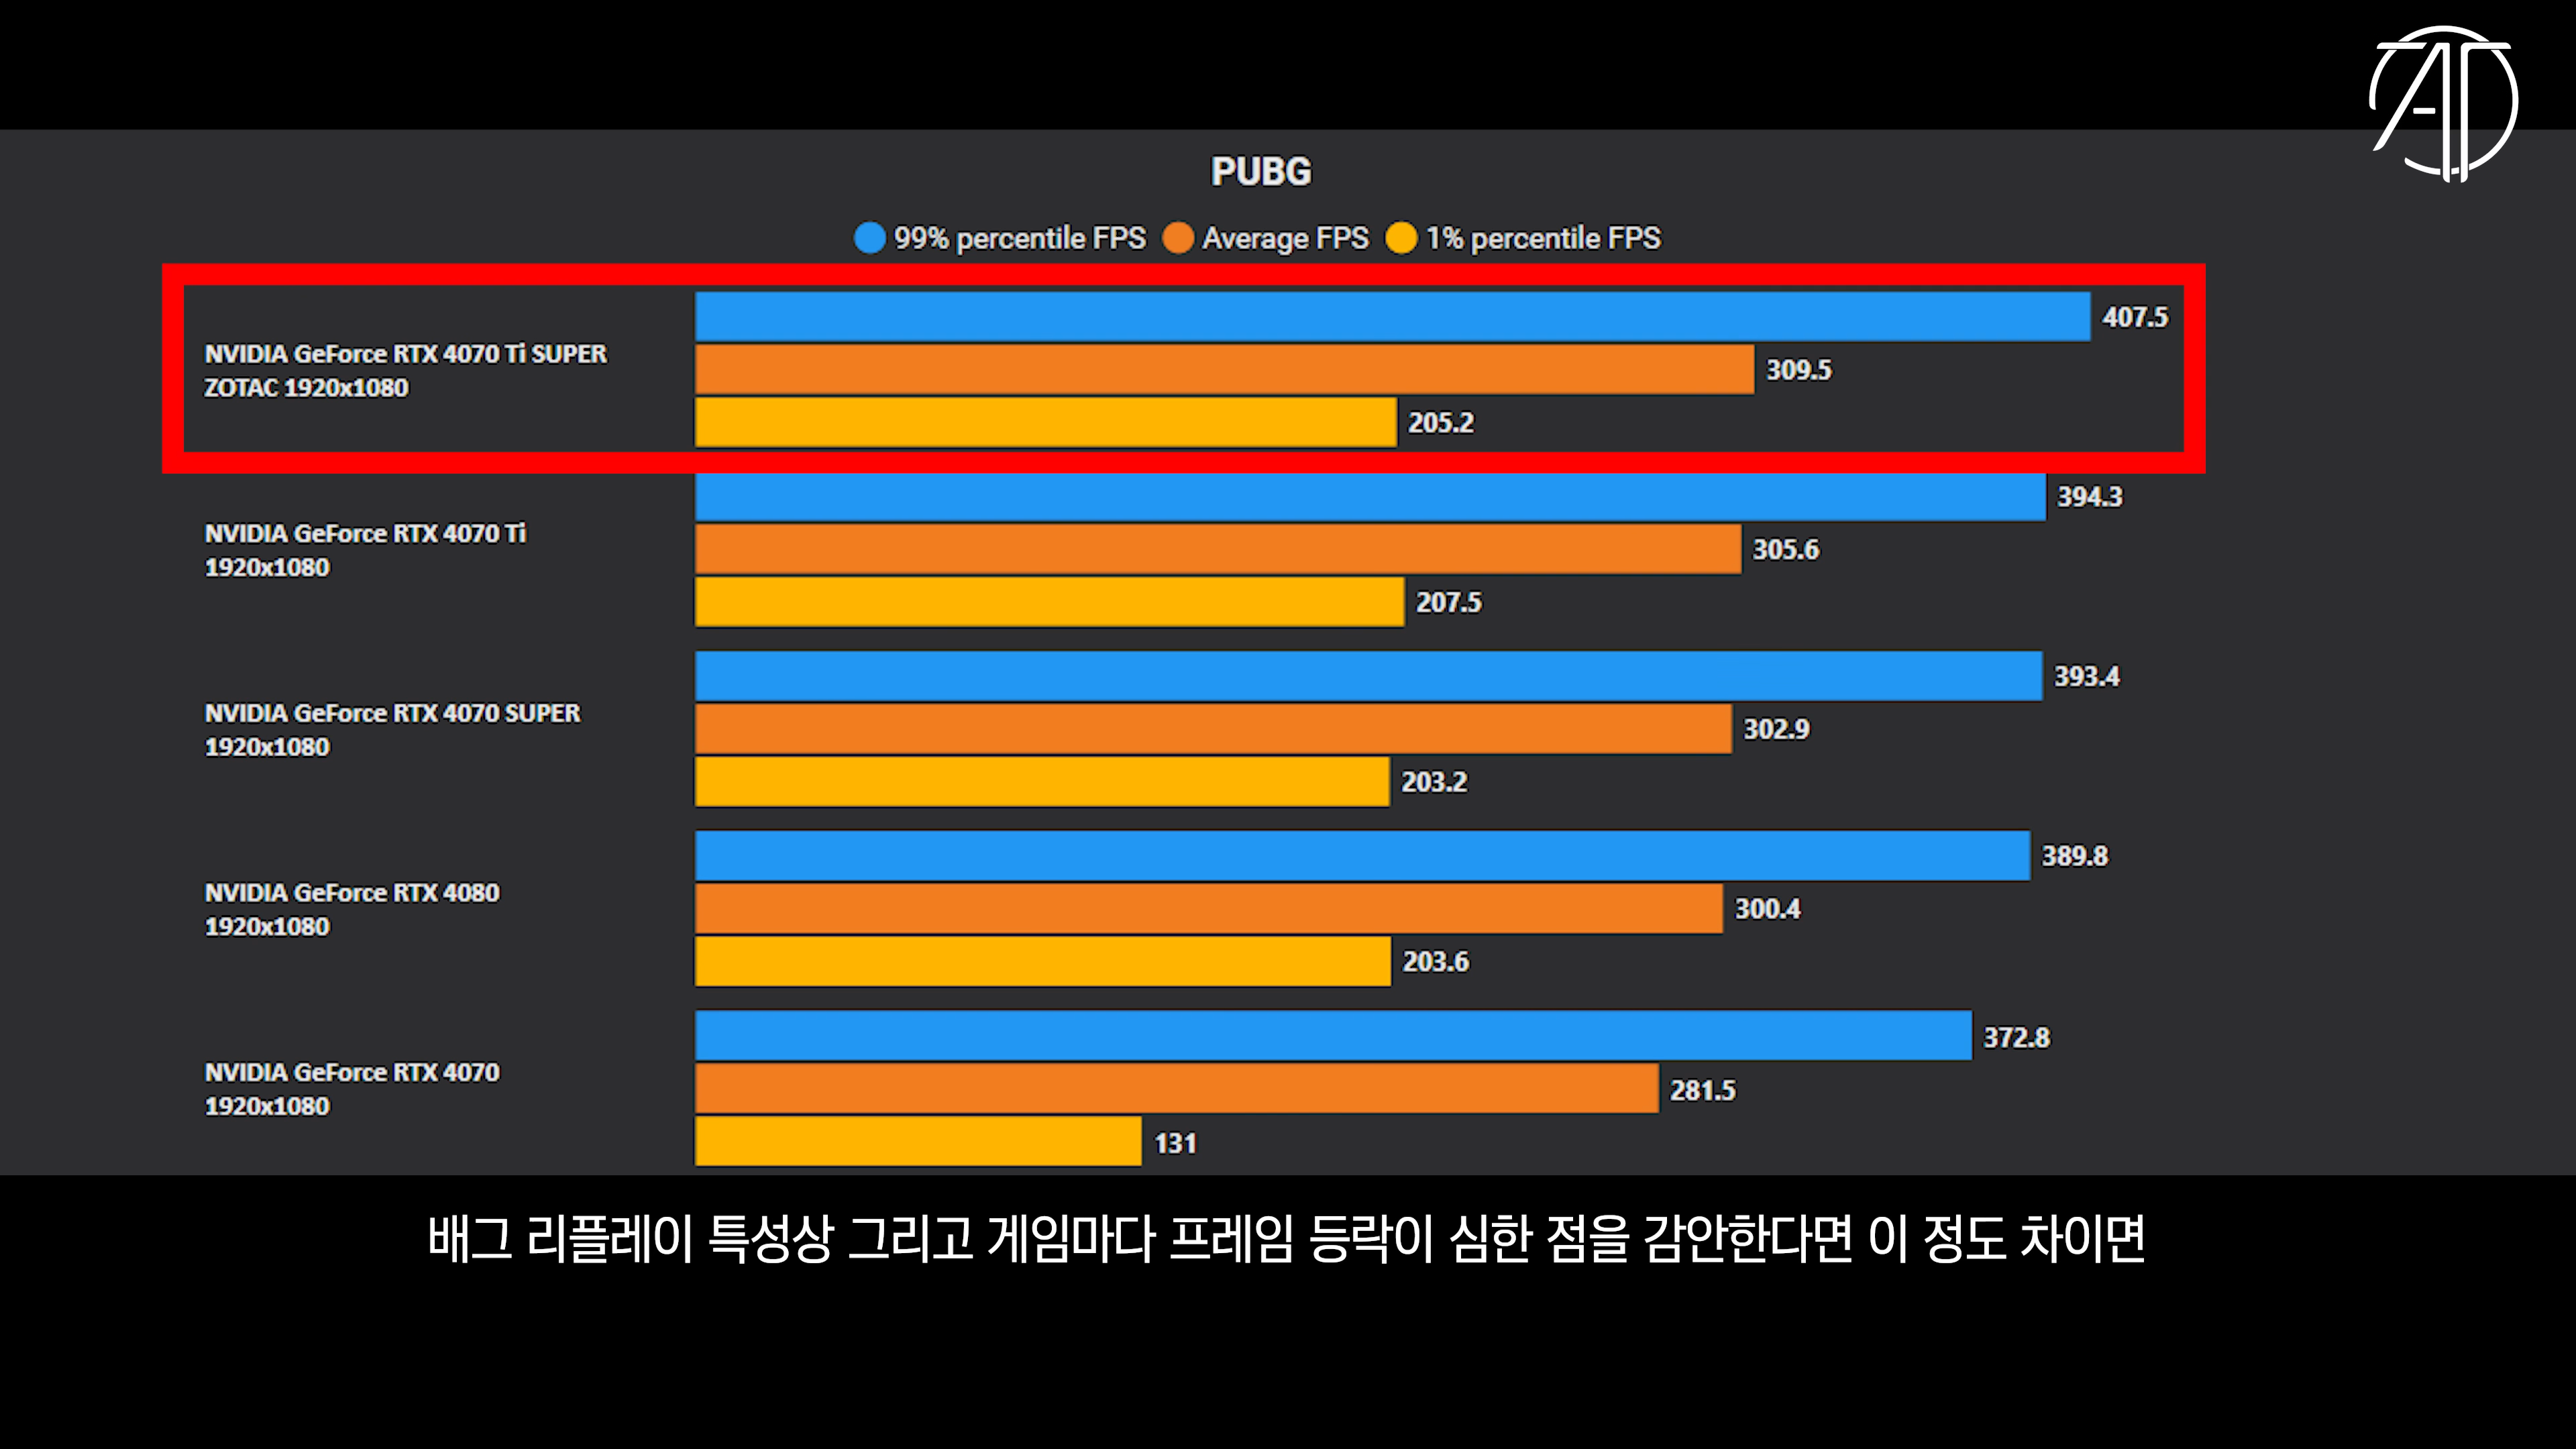 PUBG
99% percentile FPS Average FPS 1% percentile FPS
NVIDIA GeForce RTX 4070 Ti SUPER
ZOTAC 1920x1080
407.5
309.5
205.2
NVIDIA GeForce RTX 4070 Ti
1920x1080
394.3
305.6
207.5
NVIDIA GeForce RTX 4070 SUPER
1920x1080
393.4
302.9
203.2
NVIDIA GeForce RTX 4080
1920x1080
389.8
300.4
203.6
NVIDIA GeForce RTX 4070
1920x1080
372.8
281.5
131
배그 리플레이 특성상 그리고 게임마다 프레임 등락이 심한 점을 감안한다면 이 정도 차이면